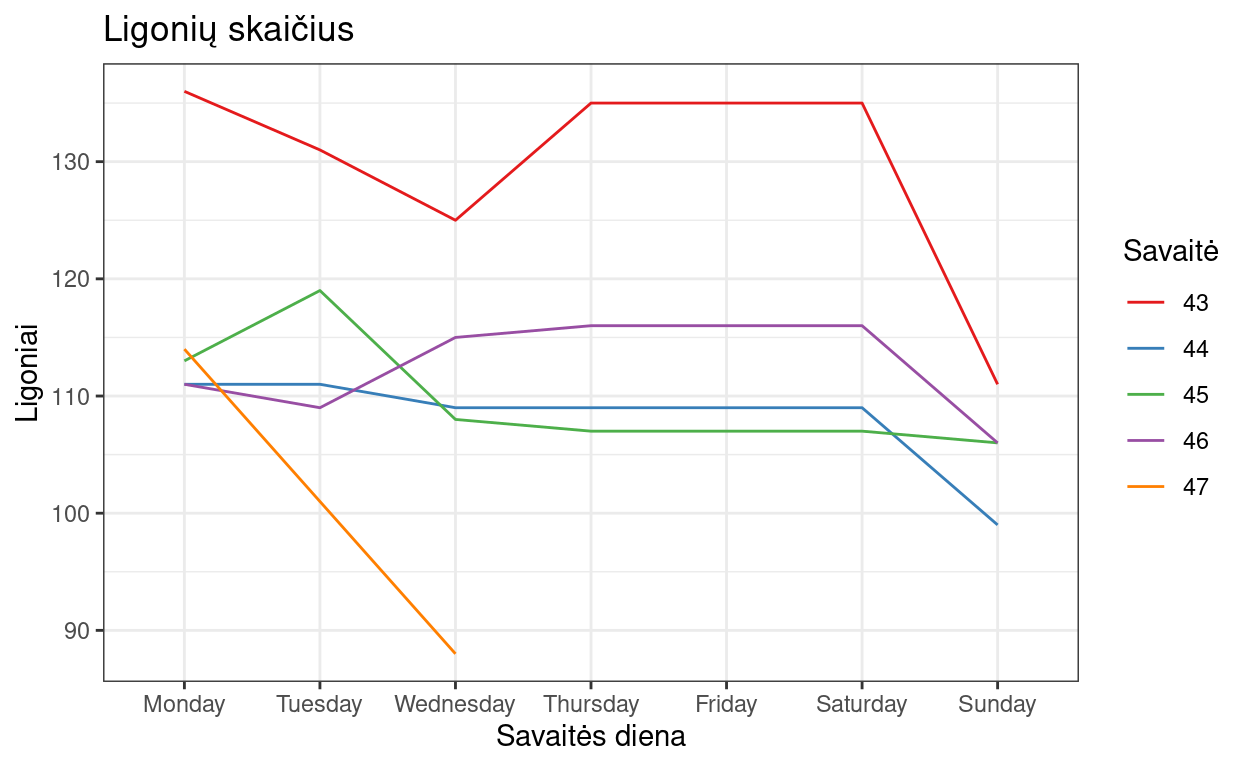 Ligonių skaičius
Ligoniai
130
120
110
100
90
Monday Tuesday Wednesday Thursday Friday Saturday Sunday
Savaitės diena
Savaitė
43
44
45
46
47